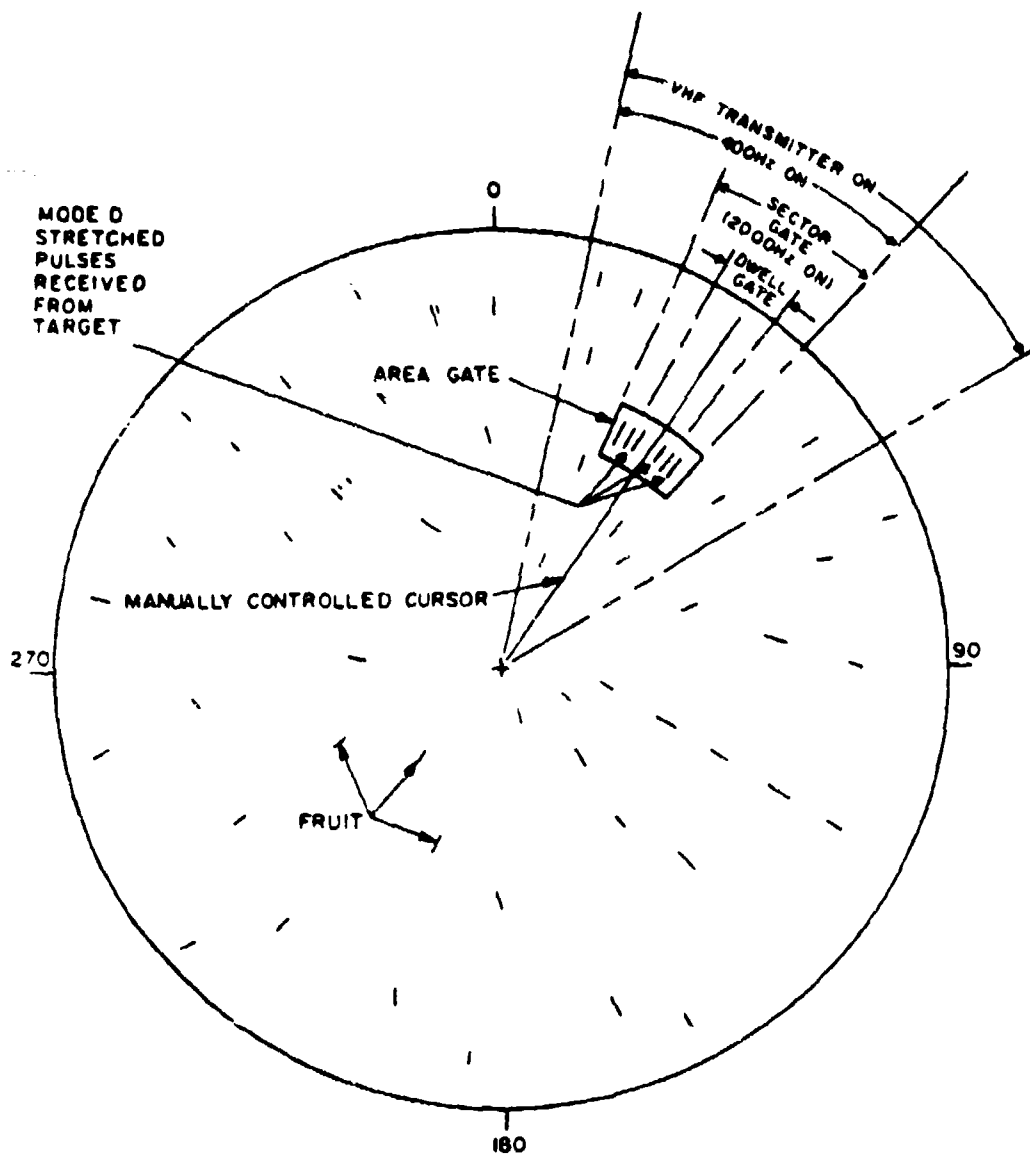 VHF TRANSMITTER ON
400Hz ON
SECTOR
GATE
(2000Hz ON)
DWELL
GATE
0
MODE D
STRETCHED
PULSES
RECEIVED
FROM
TARGET
AREA GATE
MANUALLY CONTROLLED CURSOR
270
90
FRUIT
180